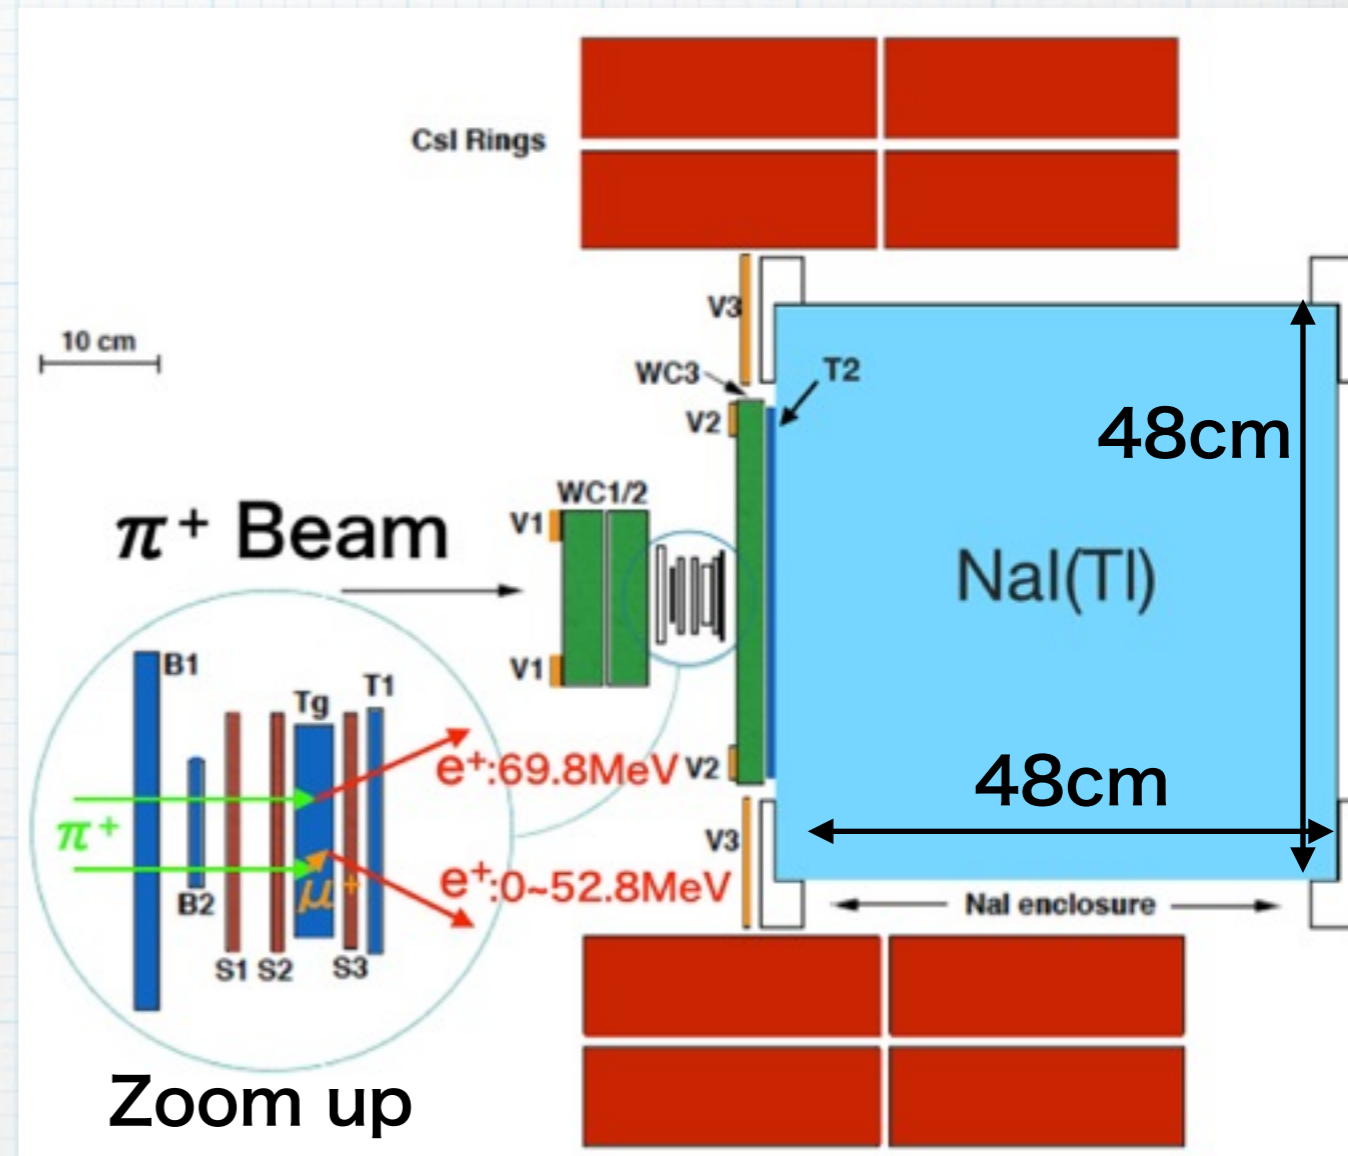 CsI Rings
V3
10 cm
WC3
T2
V2
48cm
WC1/2
V1
π+ Beam
NaI(Tl)
B1
V1
T1
Tg
e+:69.8MeV
V2
48cm
π+
V3
μ+
e+:0~52.8MeV
B2
NaI enclosure
S1 S2
S3
Zoom up